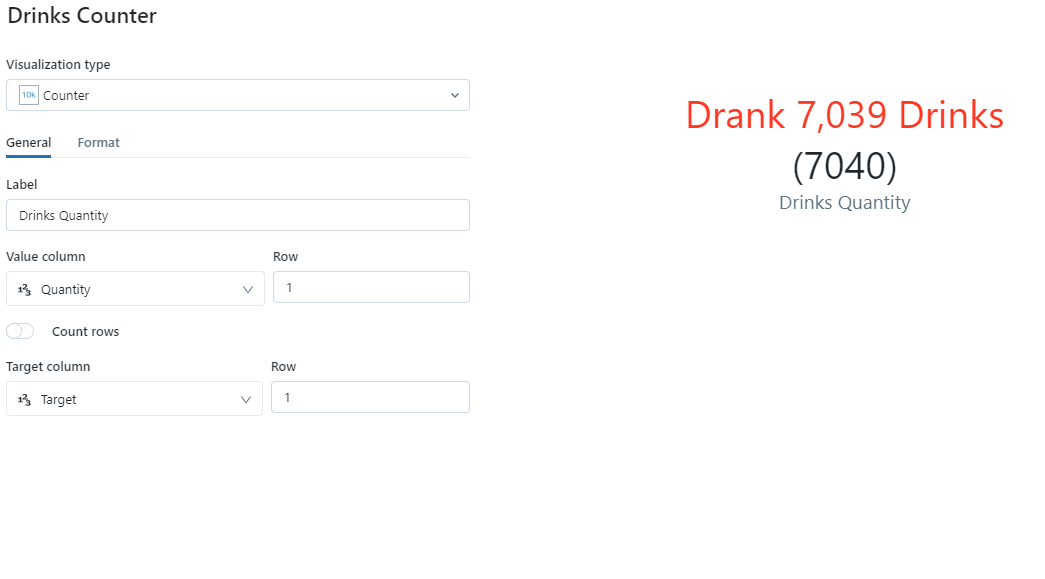 Drinks Counter
Visualization type
10k Counter
General Format
Label
Drinks Quantity
Value column Row
123 Quantity 1
Count rows
Target column Row
123 Target 1
Drank 7,039 Drinks
(7040)
Drinks Quantity